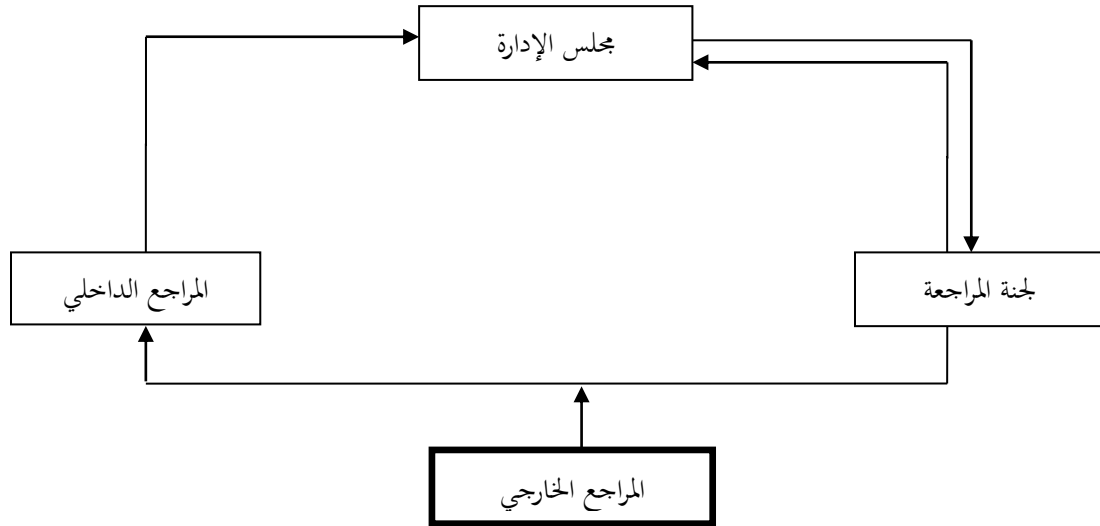 مجلس الإدارة
لجنة المراجعة
المراجع الداخلي
المراجع الخارجي